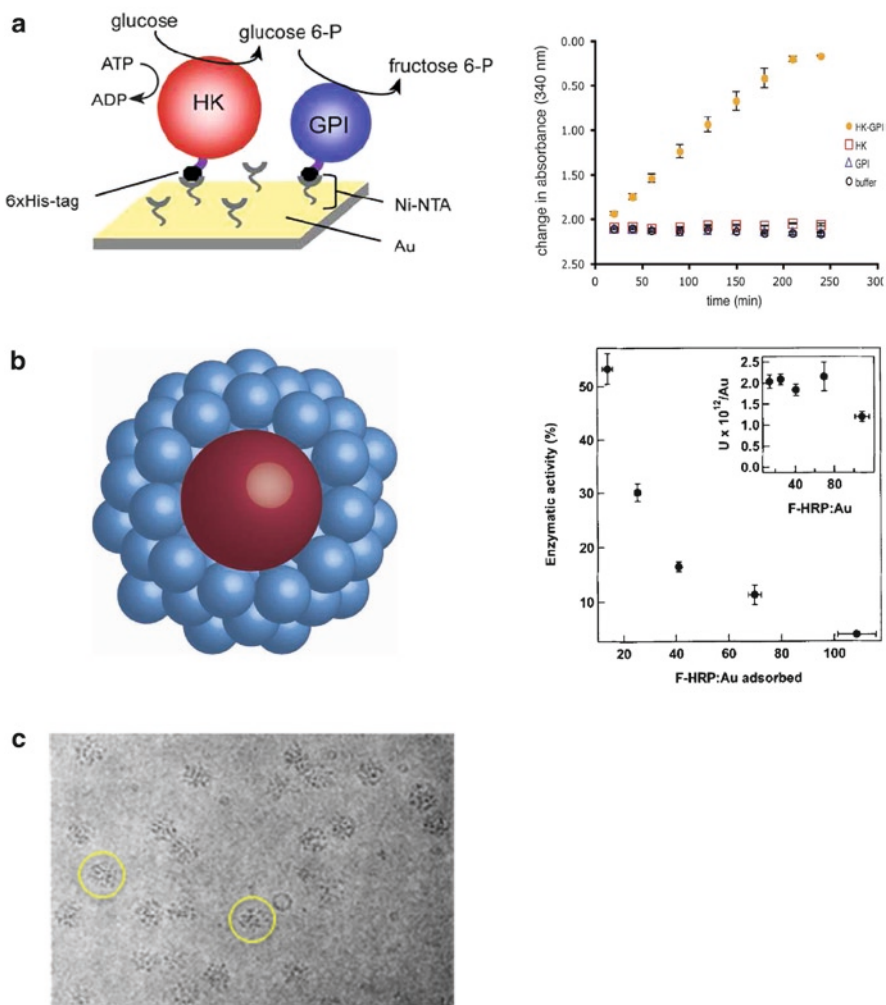 a
glucose
glucose 6-P
ATP
fructose 6-P
ADP
HK
GPI
6xHis-tag
Ni-NTA
Au
change in absorbance (340 nm)
0.00
0.50
1.00
1.50
2.00
2.50
0
50
100
150
200
250
300
time (min)
HK-GPI
HK
GPI
buffer
b
Enzymatic activity (%)
50
40
30
20
10
20
40
60
80
100
F-HRP:Au adsorbed
U x 10¹²/Au
2.5
2.0
1.5
1.0
0.5
0.0
40
80
F-HRP:Au
c